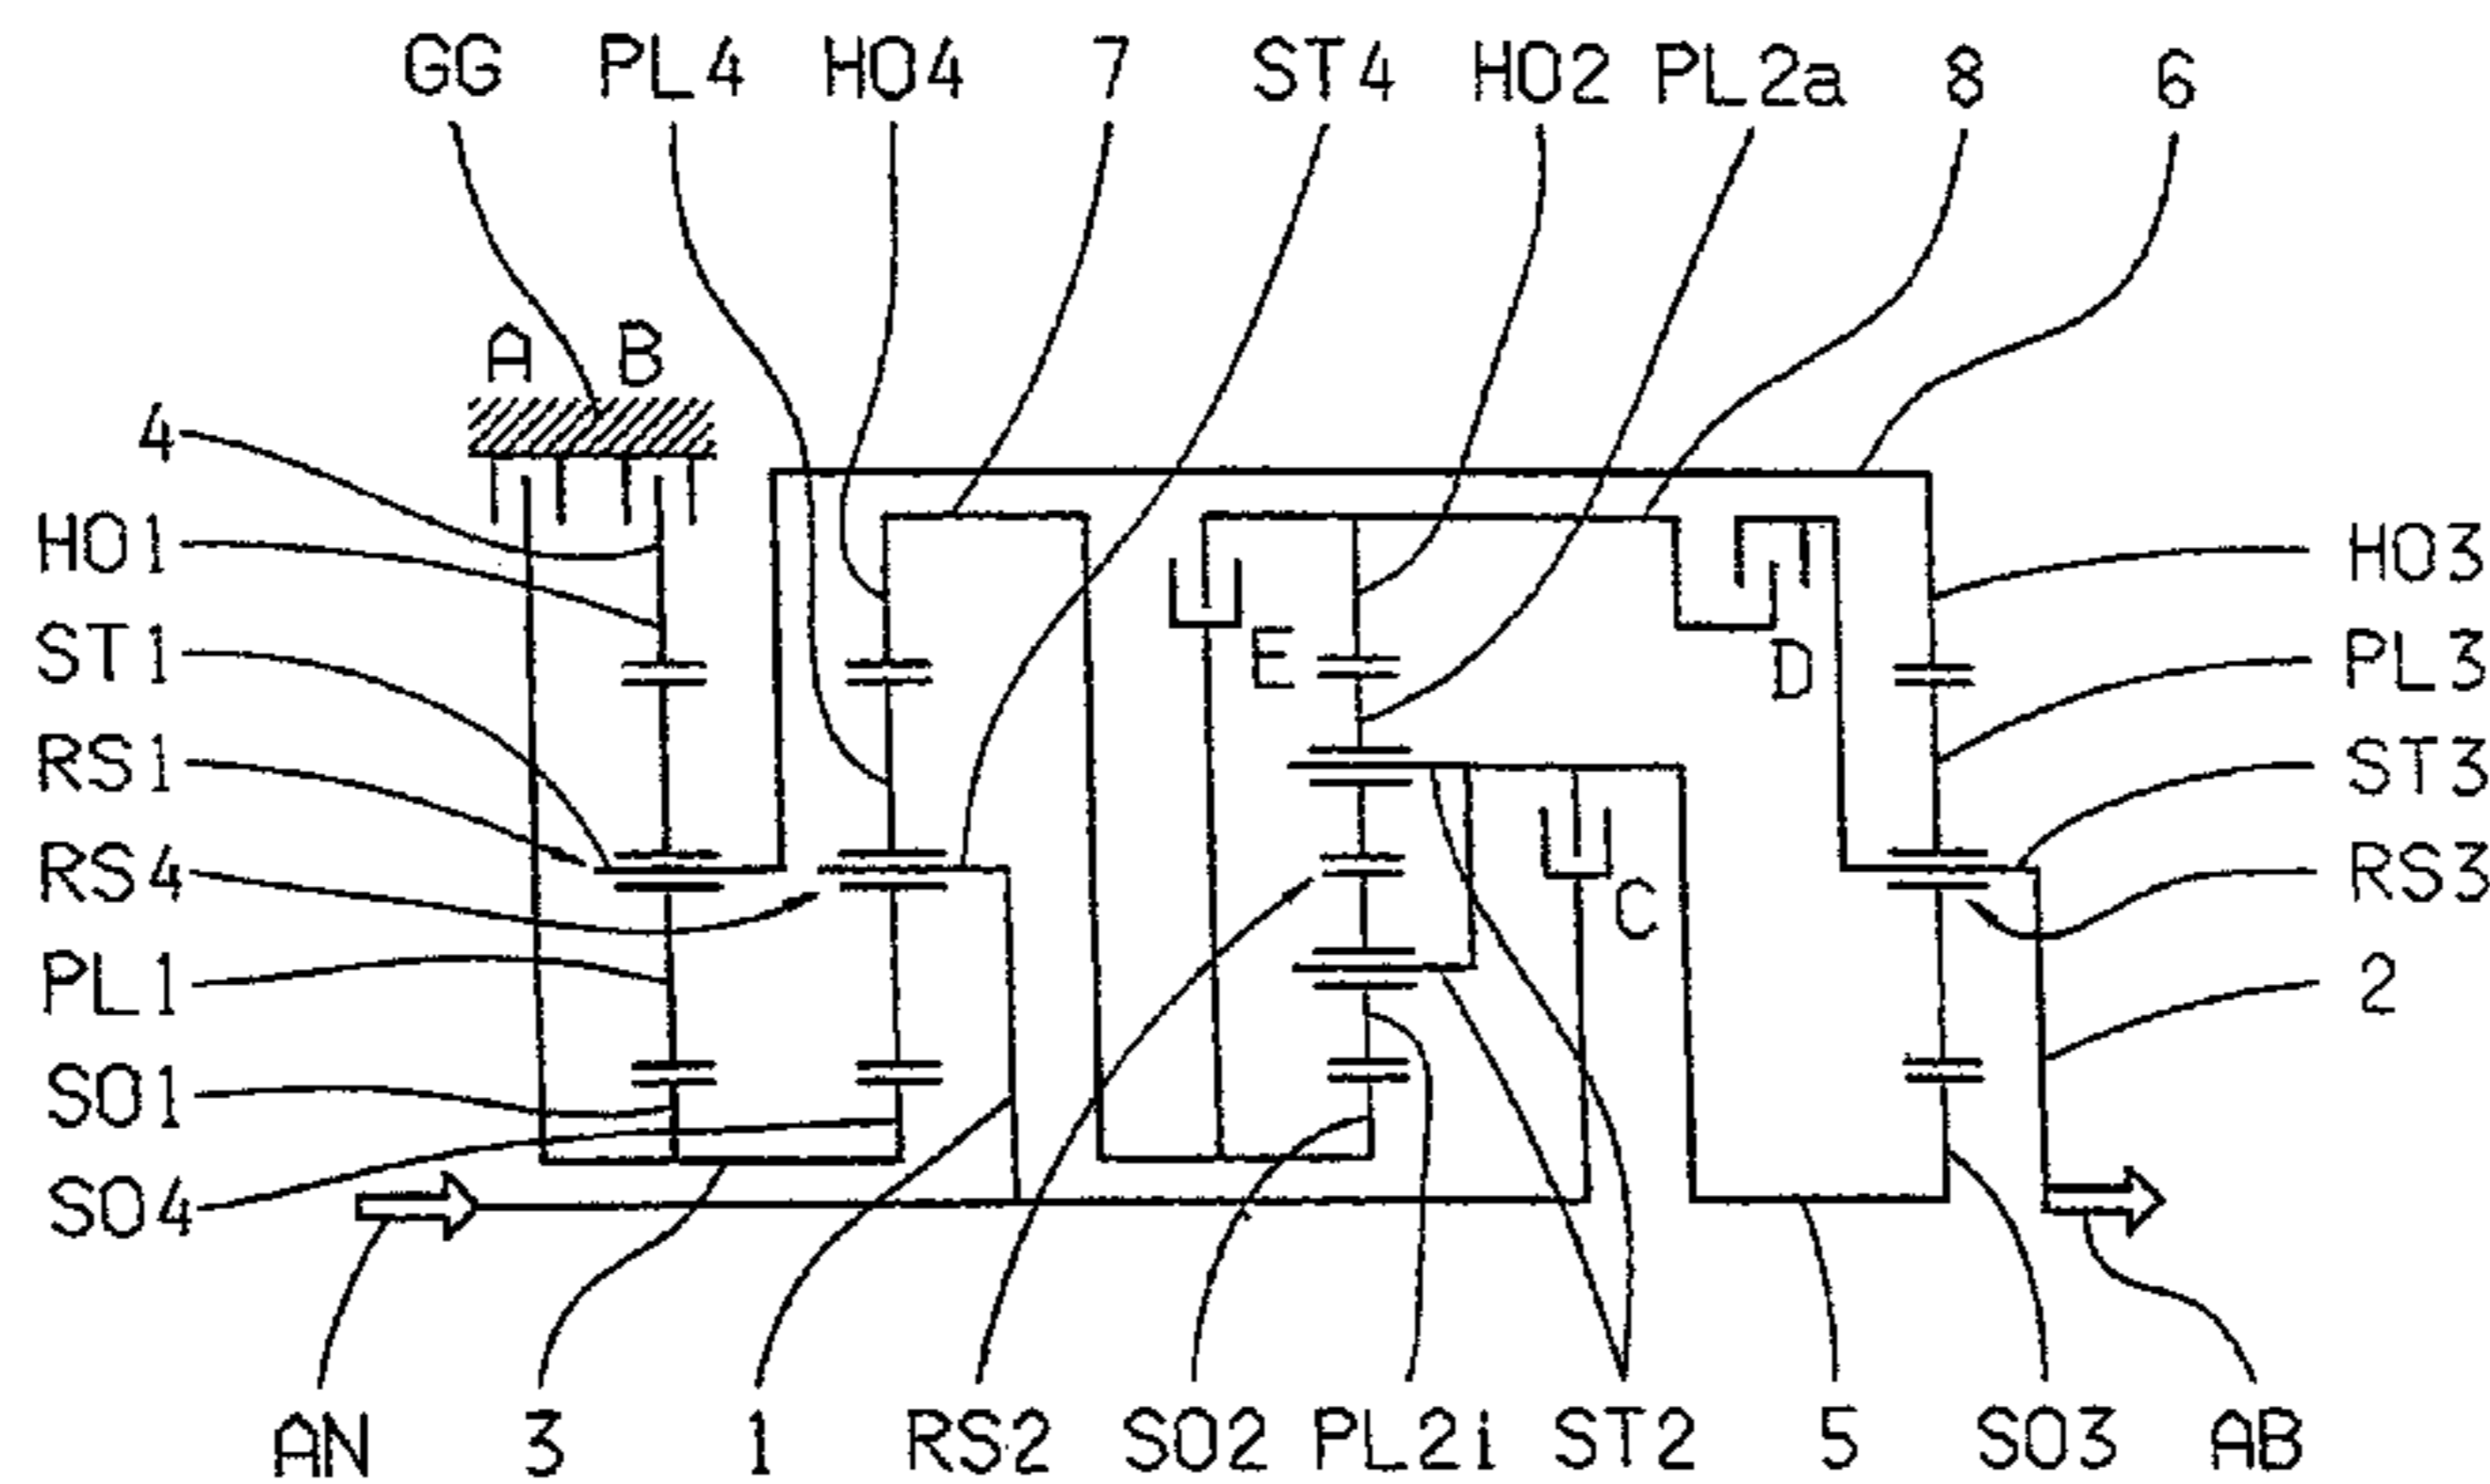 GG PL4 HO4 7 ST4 HO2 PL2a 8 6
A B
4
HO1 HO3
ST1 E D PL3
RS1 ST3
RS4 C RS3
PL1 2
SO1
SO4
AN 3 1 RS2 SO2 PL2i ST2 5 SO3 AB